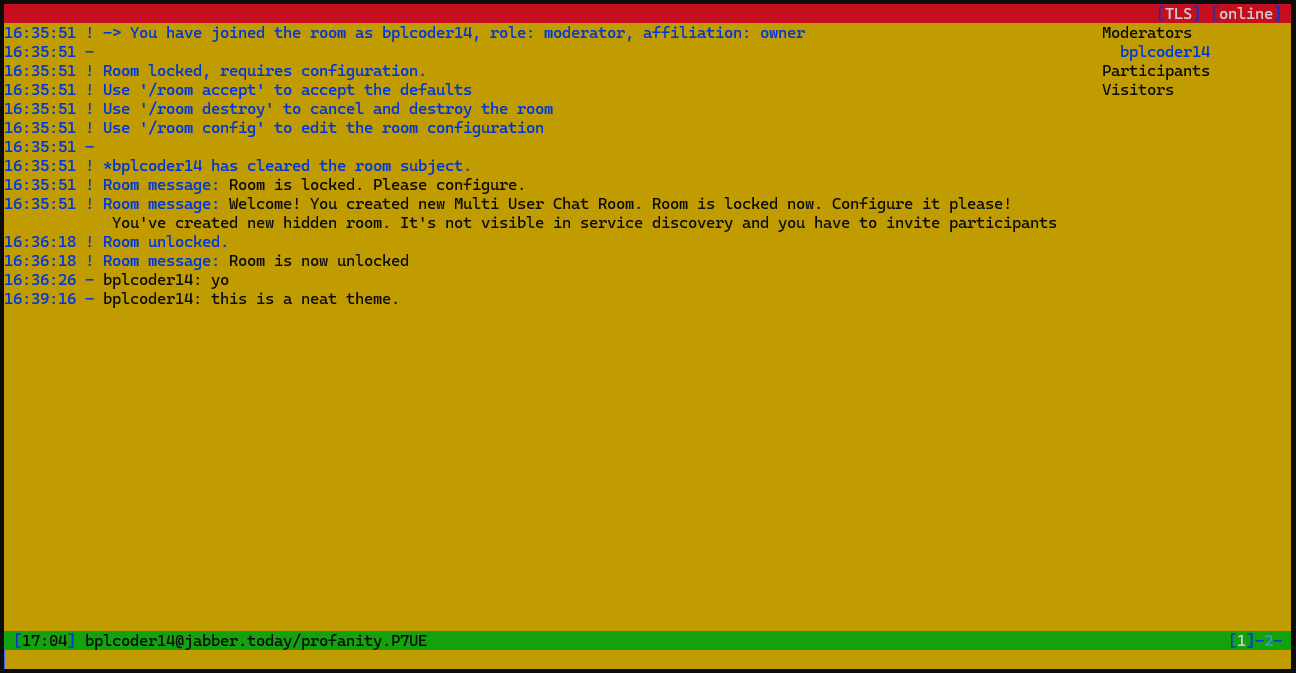 [TLS] [online]
16:35:51 ! -> You have joined the room as bplcoder14, role: moderator, affiliation: owner
Moderators
16:35:51 -
bplcoder14
16:35:51 ! Room locked, requires configuration.
Participants
16:35:51 ! Use '/room accept' to accept the defaults
Visitors
16:35:51 ! Use '/room destroy' to cancel and destroy the room
16:35:51 ! Use '/room config' to edit the room configuration
16:35:51 -
16:35:51 ! *bplcoder14 has cleared the room subject.
16:35:51 ! Room message: Room is locked. Please configure.
16:35:51 ! Room message: Welcome! You created new Multi User Chat Room. Room is locked now. Configure it please!
You've created new hidden room. It's not visible in service discovery and you have to invite participants
16:36:18 ! Room unlocked.
16:36:18 ! Room message: Room is now unlocked
16:36:26 - bplcoder14: yo
16:39:16 - bplcoder14: this is a neat theme.
[17:04] bplcoder14@jabber.today/profanity.P7UE
[1]-2-